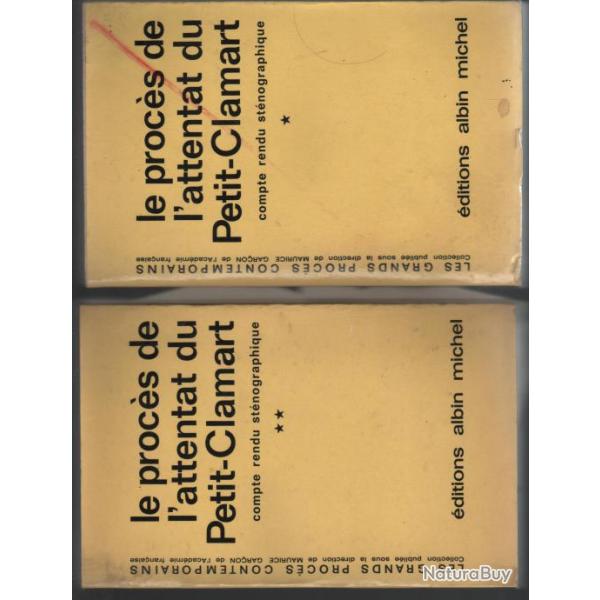 le procès de
l'attentat du
Petit-Clamart
compte rendu sténographique
*
éditions albin michel
LES GRANDS PROCÈS CONTEMPORAINS
Collection publiée sous la direction de MAURICE GARÇON de l'Académie française
le procès de
l'attentat du
Petit-Clamart
compte rendu sténographique
**
éditions albin michel
LES GRANDS PROCÈS CONTEMPORAINS
Collection publiée sous la direction de MAURICE GARÇON de l'Académie française
NaturaBuy